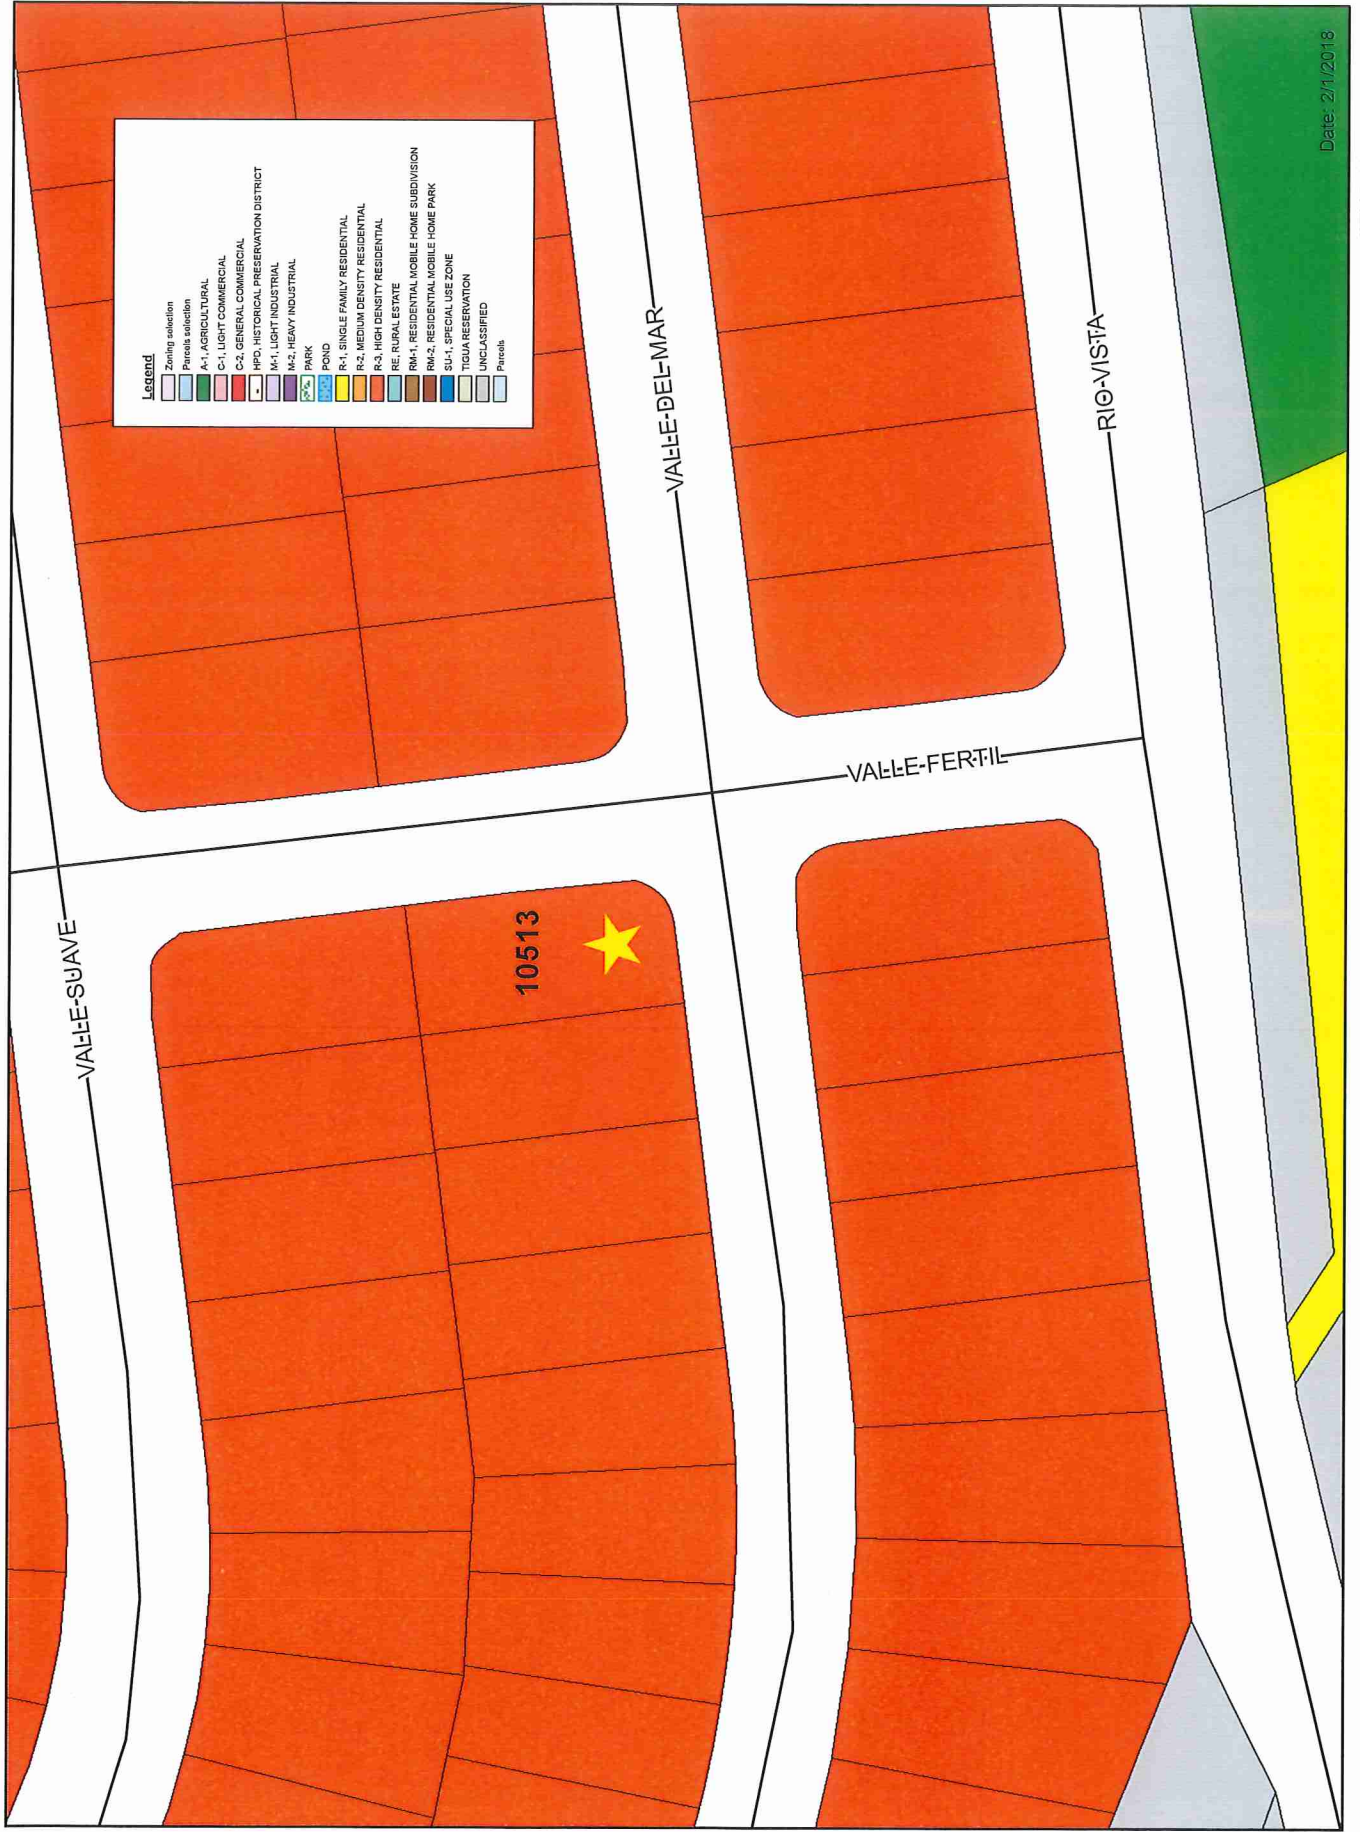 Legend
Zoning selection
Parcels selection
A-1, AGRICULTURAL
C-1, LIGHT COMMERCIAL
C-2, GENERAL COMMERCIAL
HPD, HISTORICAL PRESERVATION DISTRICT
M-1, LIGHT INDUSTRIAL
M-2, HEAVY INDUSTRIAL
PARK
POND
R-1, SINGLE FAMILY RESIDENTIAL
R-2, MEDIUM DENSITY RESIDENTIAL
R-3, HIGH DENSITY RESIDENTIAL
RE, RURAL ESTATE
RM-1, RESIDENTIAL MOBILE HOME SUBDIVISION
RM-2, RESIDENTIAL MOBILE HOME PARK
SU-1, SPECIAL USE ZONE
TIGUA RESERVATION
UNCLASSIFIED
Parcels
VALLE SUAVE
10513
VALLE DEL MAR
VALLE FERTIL
RIO VISTA
Date: 2/1/2018